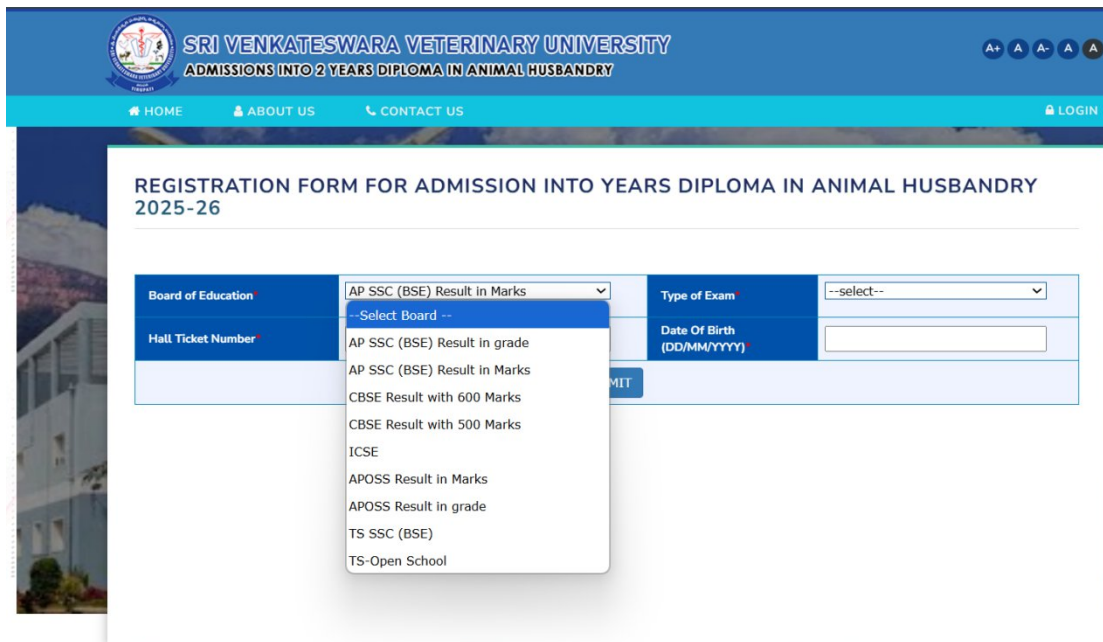 SRI VENKATESWARA VETERINARY UNIVERSITY
ADMISSIONS INTO 2 YEARS DIPLOMA IN ANIMAL HUSBANDRY
A+ A A- A A
HOME ABOUT US CONTACT US LOGIN
REGISTRATION FORM FOR ADMISSION INTO YEARS DIPLOMA IN ANIMAL HUSBANDRY
2025-26
Board of Education* AP SSC (BSE) Result in Marks Type of Exam* --select--
--Select Board --
Hall Ticket Number* Date Of Birth
(DD/MM/YYYY)*
AP SSC (BSE) Result in grade
AP SSC (BSE) Result in Marks
MIT
CBSE Result with 600 Marks
CBSE Result with 500 Marks
ICSE
APOSS Result in Marks
APOSS Result in grade
TS SSC (BSE)
TS-Open School